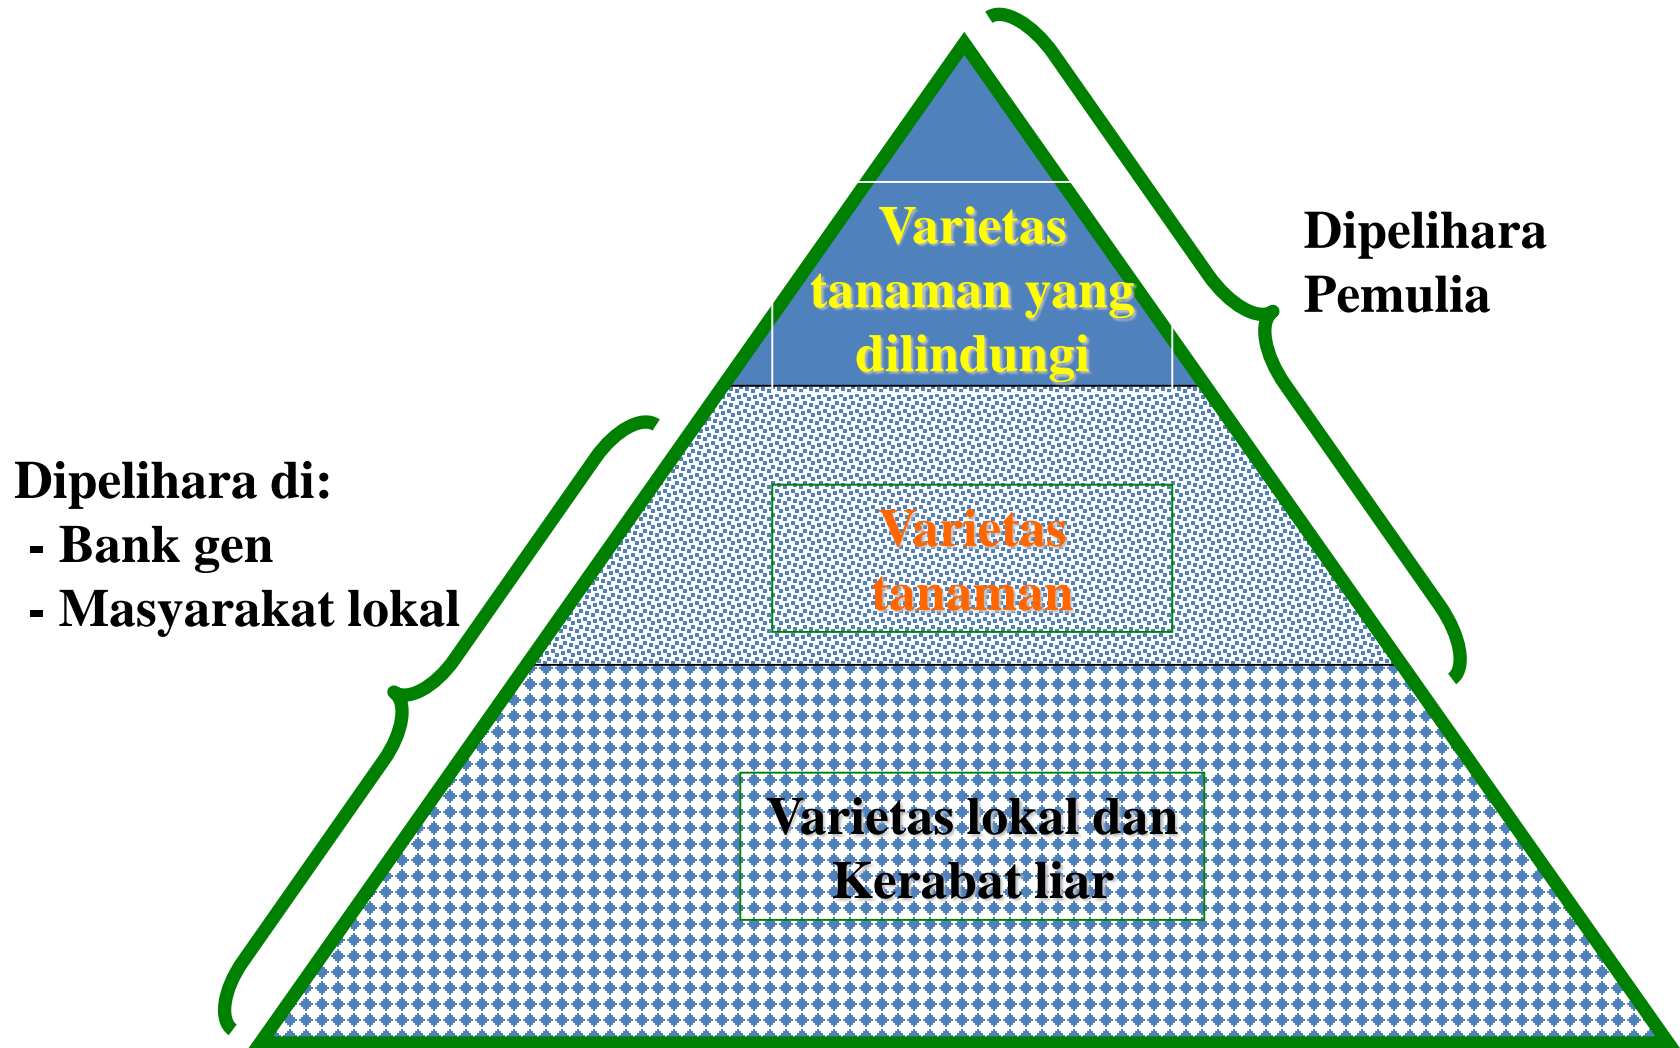 Varietas
tanaman yang
dilindungi
Dipelihara
Pemulia
Dipelihara di:
- Bank gen
- Masyarakat lokal
Varietas
tanaman
Varietas lokal dan
Kerabat liar